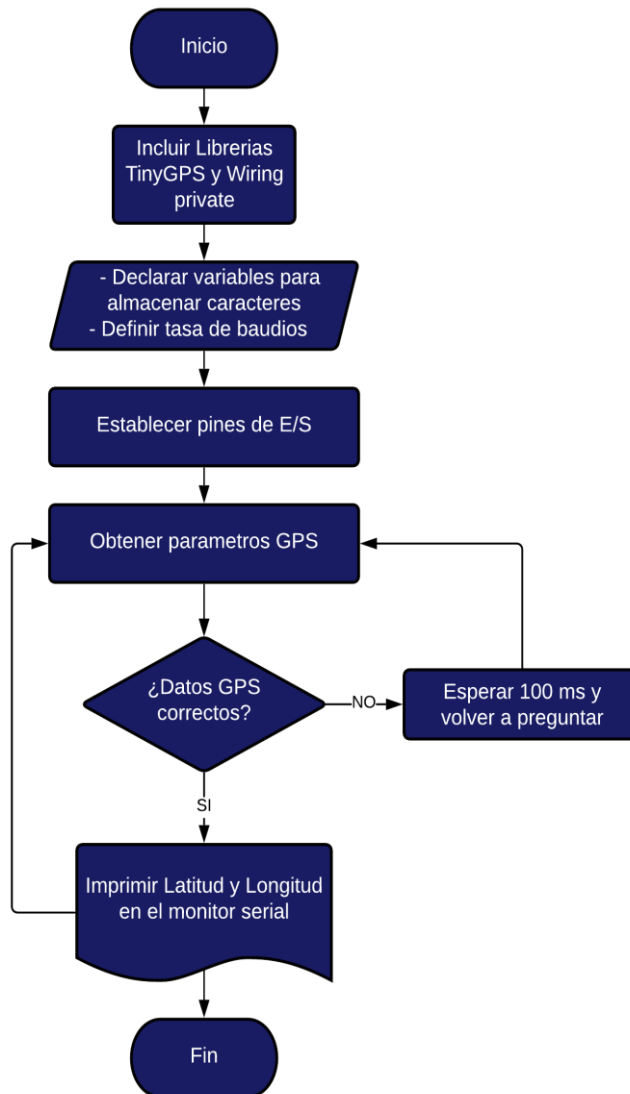 Inicio
Incluir Librerias
TinyGPS y Wiring
private
- Declarar variables para
almacenar caracteres
- Definir tasa de baudios
Establecer pines de E/S
Obtener parametros GPS
¿Datos GPS
correctos?
NO
Esperar 100 ms y
volver a preguntar
SI
Imprimir Latitud y Longitud
en el monitor serial
Fin